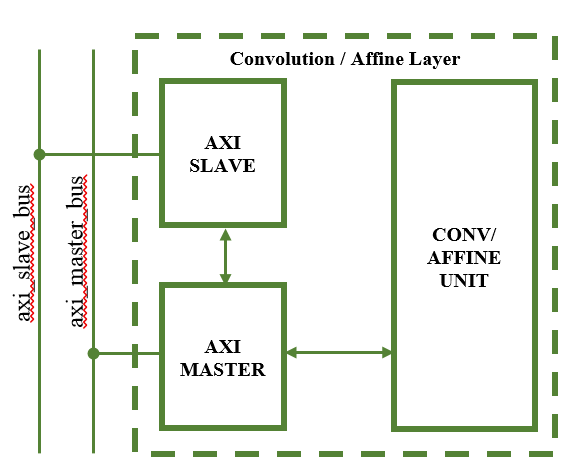 Convolution / Affine Layer
AXI
SLAVE
axi_slave_bus
axi_master_bus
CONV/
AFFINE
UNIT
AXI
MASTER